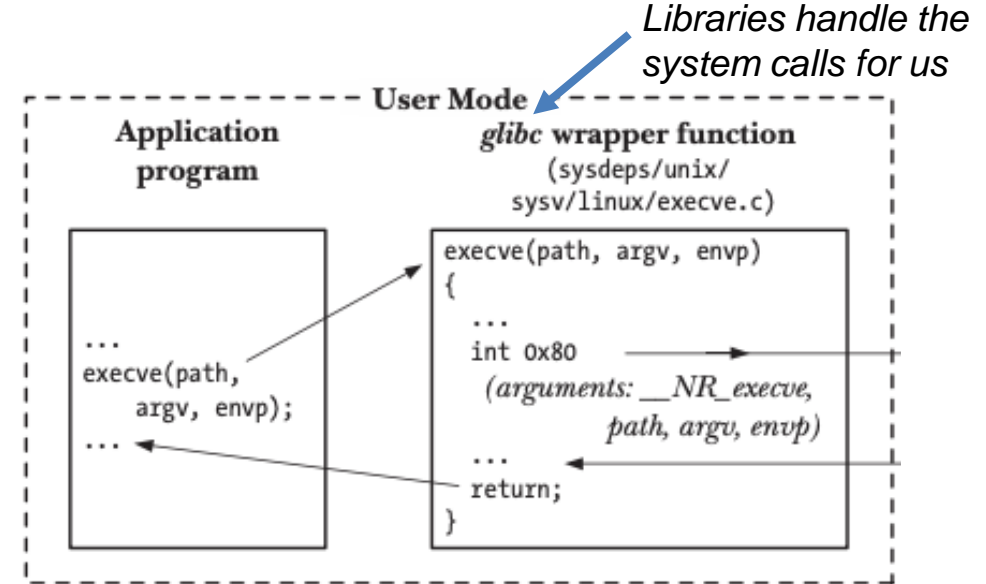 Libraries handle the
system calls for us
User Mode
Application
program
glibc wrapper function
(sysdeps/unix/
sysv/linux/execve.c)
...
execve(path,
argv, envp);
...
execve(path, argv, envp)
{
...
int 0x80
(arguments: __NR_execve,
path, argv, envp)
...
return;
}